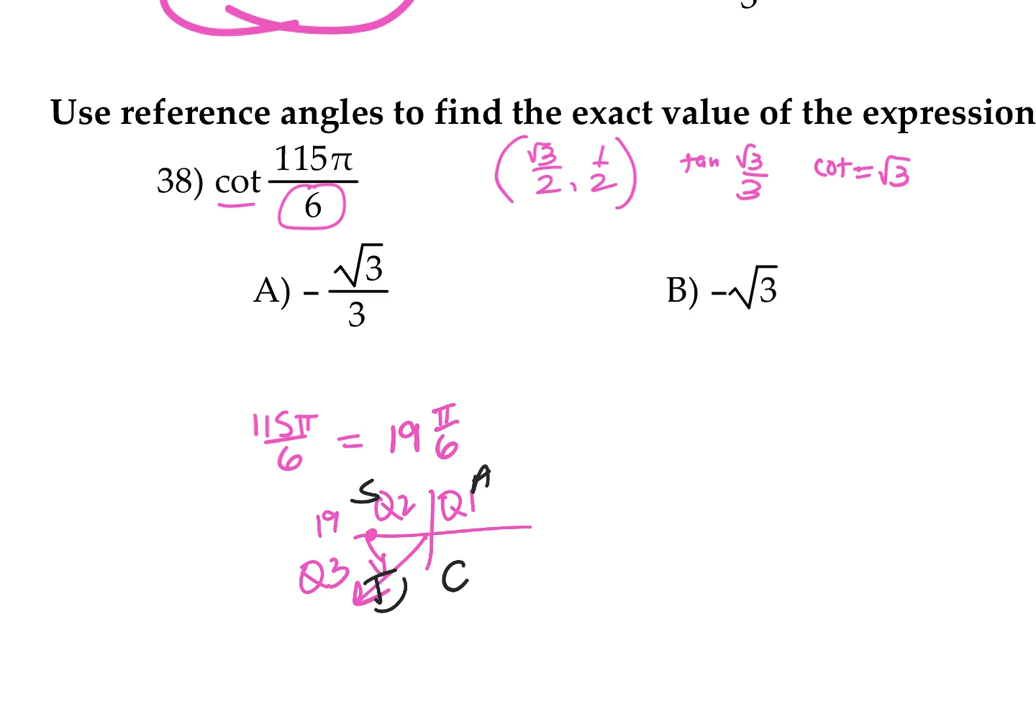 Use reference angles to find the exact value of the expression
38) cot 115π/6 (√3/2, 1/2) tan √3/3 cot=√3
A) -√3/3 B) -√3
115π/6 = 19 π/6
S A
19 Q2 Q1
Q3 T C